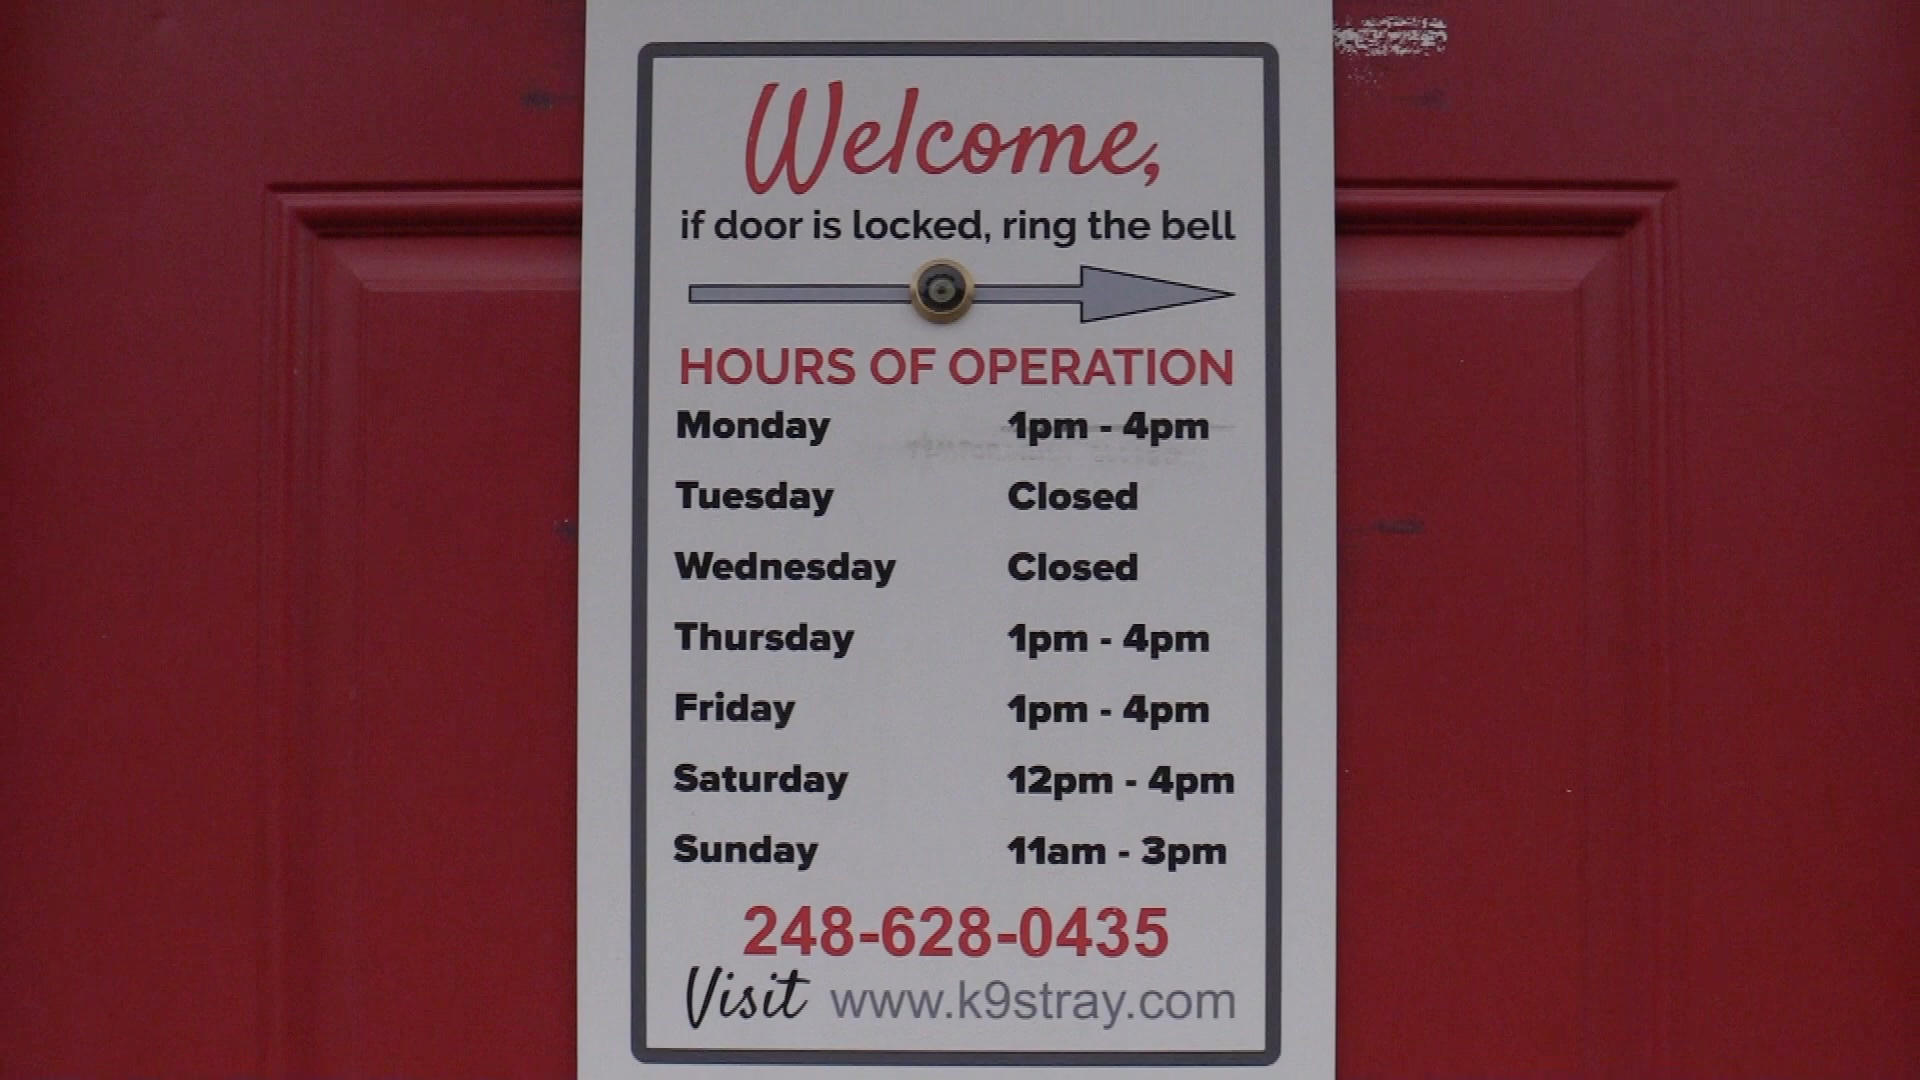 Welcome,
if door is locked, ring the bell
HOURS OF OPERATION
Monday 1pm - 4pm
Tuesday Closed
Wednesday Closed
Thursday 1pm - 4pm
Friday 1pm - 4pm
Saturday 12pm - 4pm
Sunday 11am - 3pm
248-628-0435
Visit www.k9stray.com